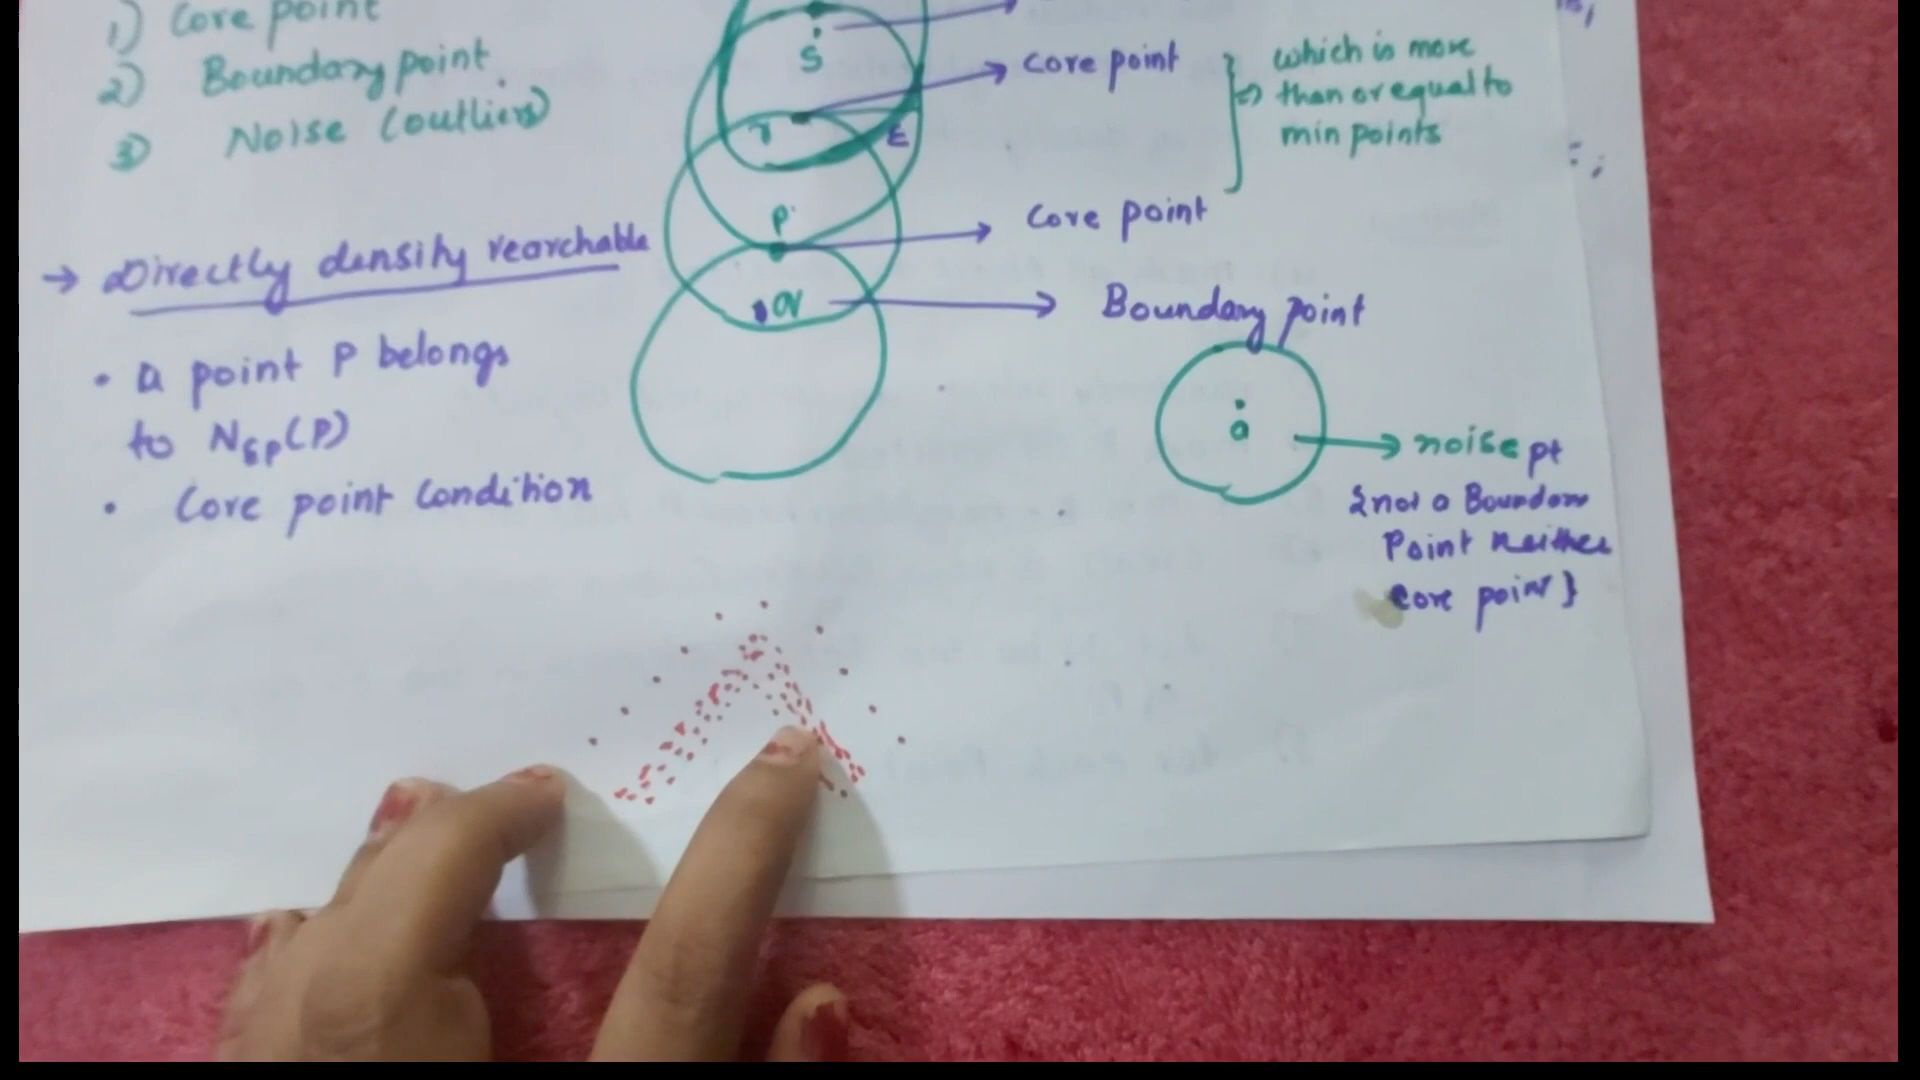 1) Core point
2) Boundary point
3) Noise (outliers)
S
core point
which is more
than or equal to
min points
r
ε
P
Core point
→ Directly density rearchable
q
Boundary point
• a point P belongs
to Nεp(P)
• Core point Condition
a
noise pt
{not a Boundary
Point neither
core point}